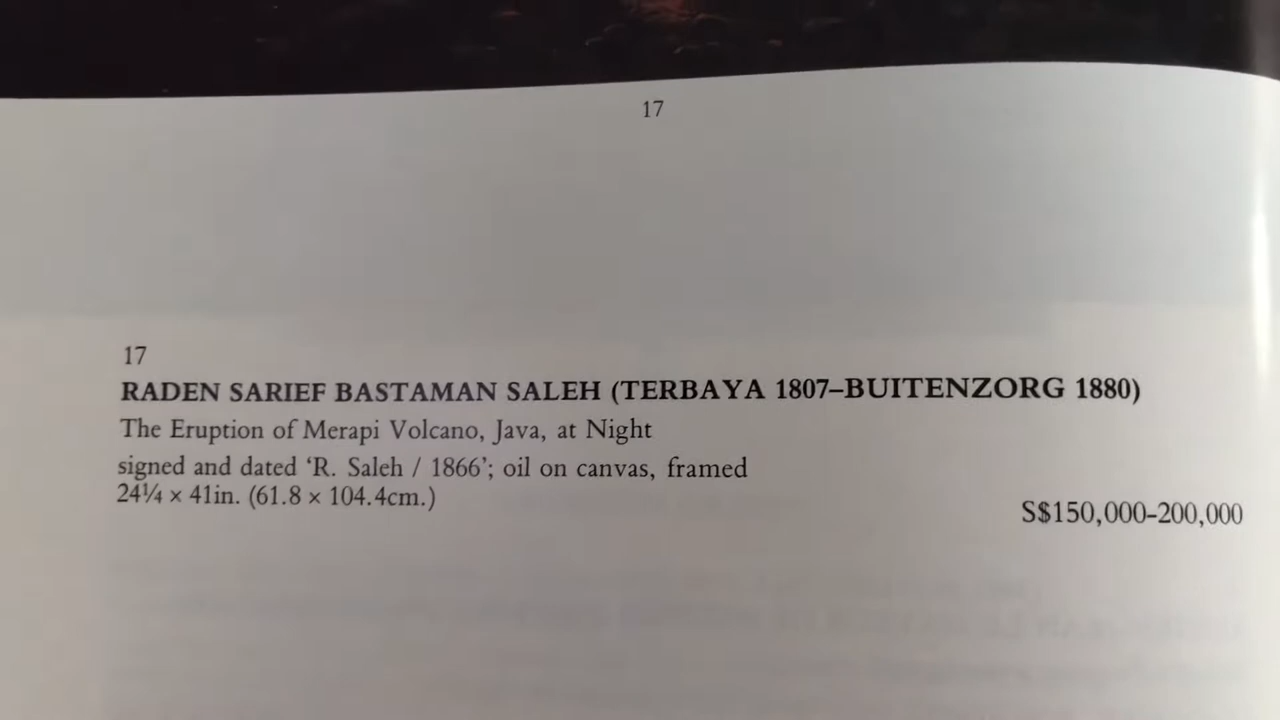 17
17
RADEN SARIEF BASTAMAN SALEH (TERBAYA 1807–BUITENZORG 1880)
The Eruption of Merapi Volcano, Java, at Night
signed and dated ‘R. Saleh / 1866’; oil on canvas, framed
24¼ × 41in. (61.8 × 104.4cm.)
S$150,000-200,000